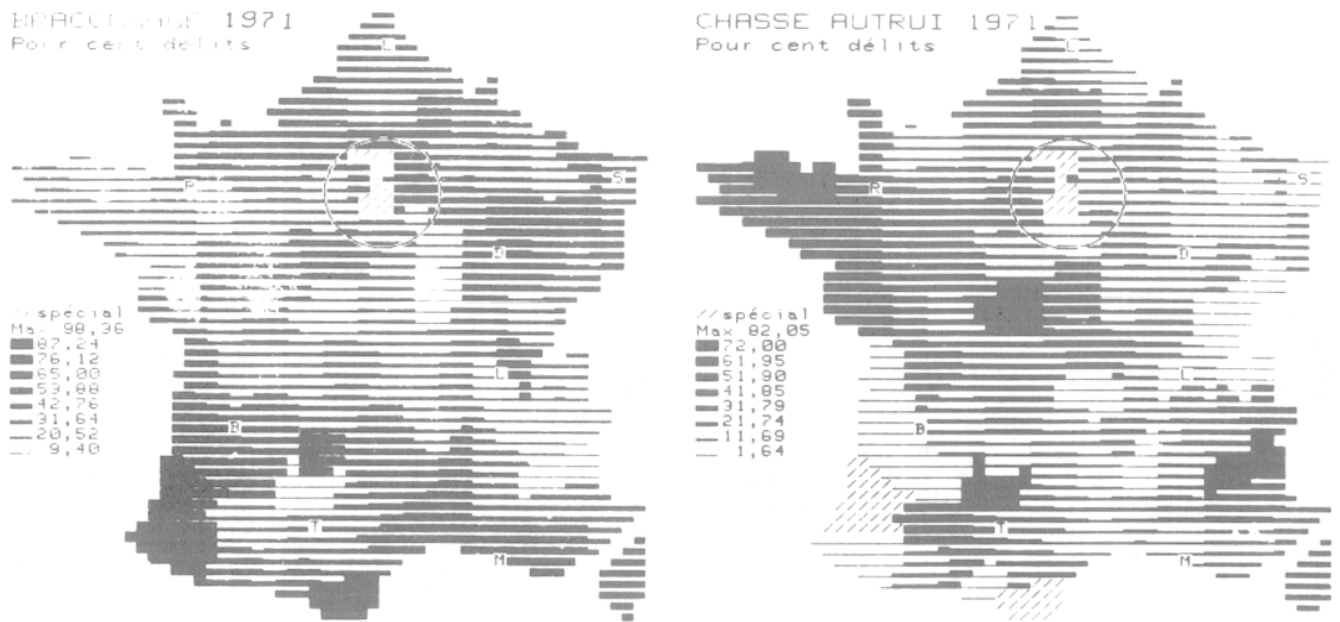 BRACONNAGE 1971
Pour cent délits
L
R
S
D
//spécial
Max 98,36
87,24
76,12
65,00
53,88
42,76
31,64
20,52
9,40
L
B
T
M
CHASSE AUTRUI 1971
Pour cent délits
L
R
S
D
//spécial
Max 82,05
72,00
61,95
51,90
41,85
31,79
21,74
11,69
1,64
L
B
T
M